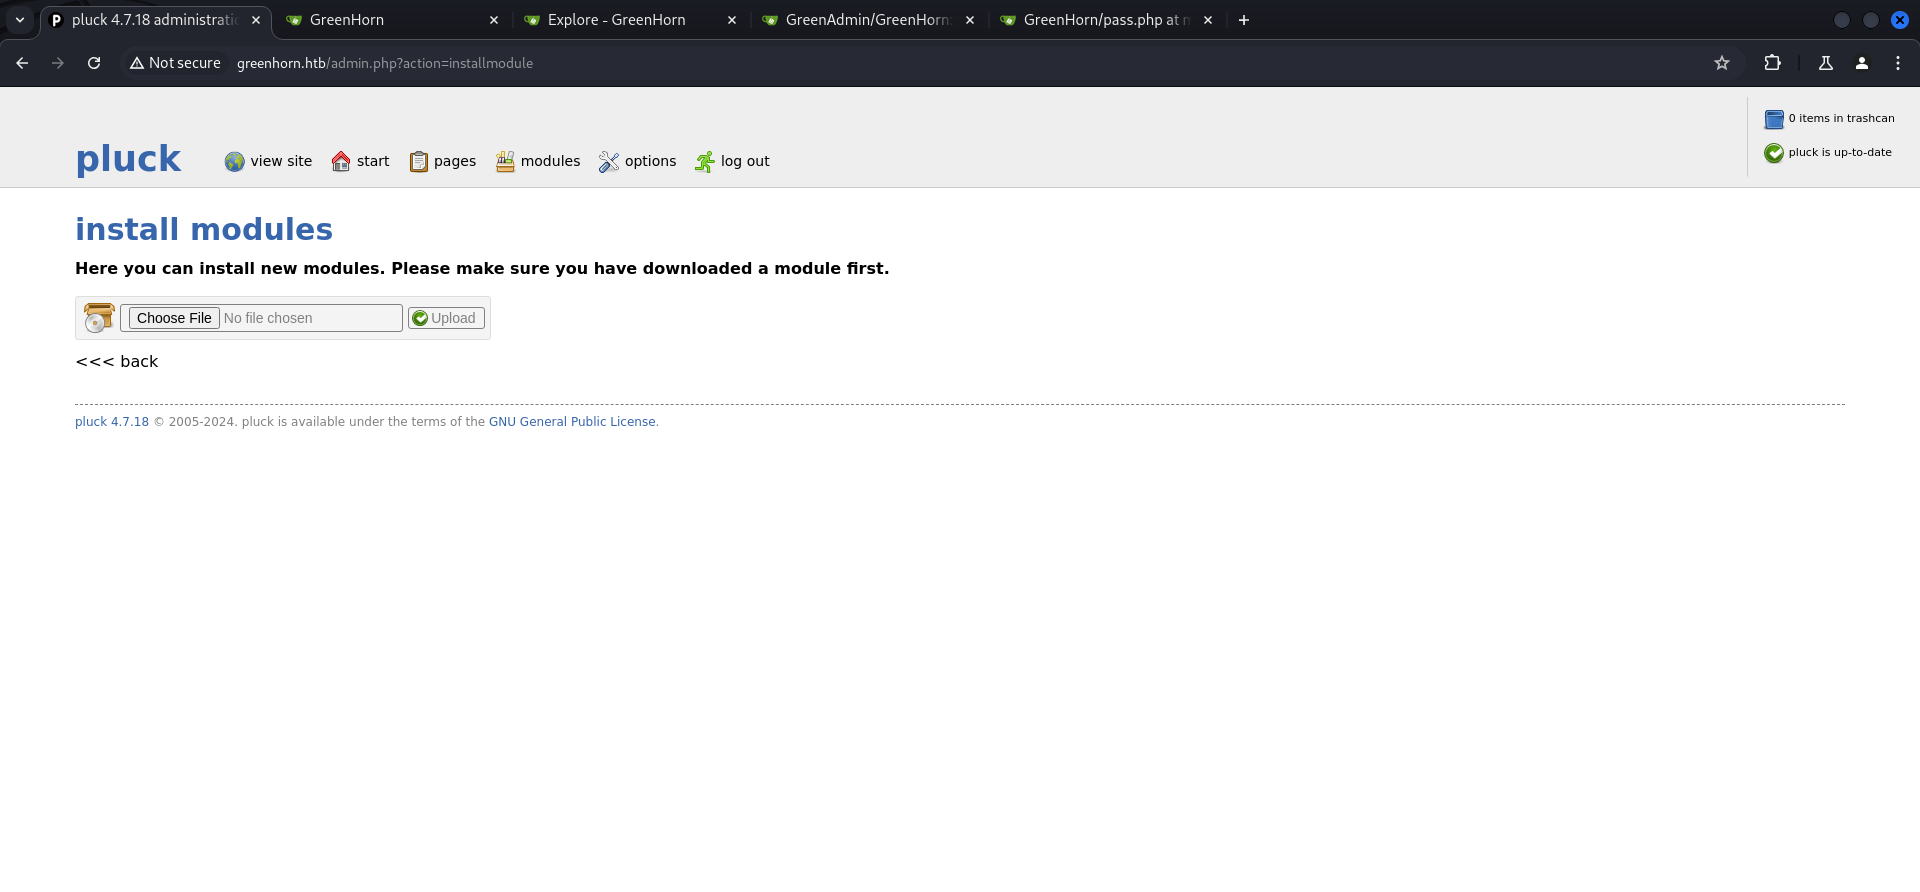 pluck 4.7.18 administratio
GreenHorn
Explore - GreenHorn
GreenAdmin/GreenHorn:
GreenHorn/pass.php at m
Not secure
greenhorn.htb/admin.php?action=installmodule
0 items in trashcan
pluck is up-to-date
pluck
view site
start
pages
modules
options
log out
install modules
Here you can install new modules. Please make sure you have downloaded a module first.
Choose File No file chosen
Upload
<<< back
pluck 4.7.18 © 2005-2024. pluck is available under the terms of the GNU General Public License.